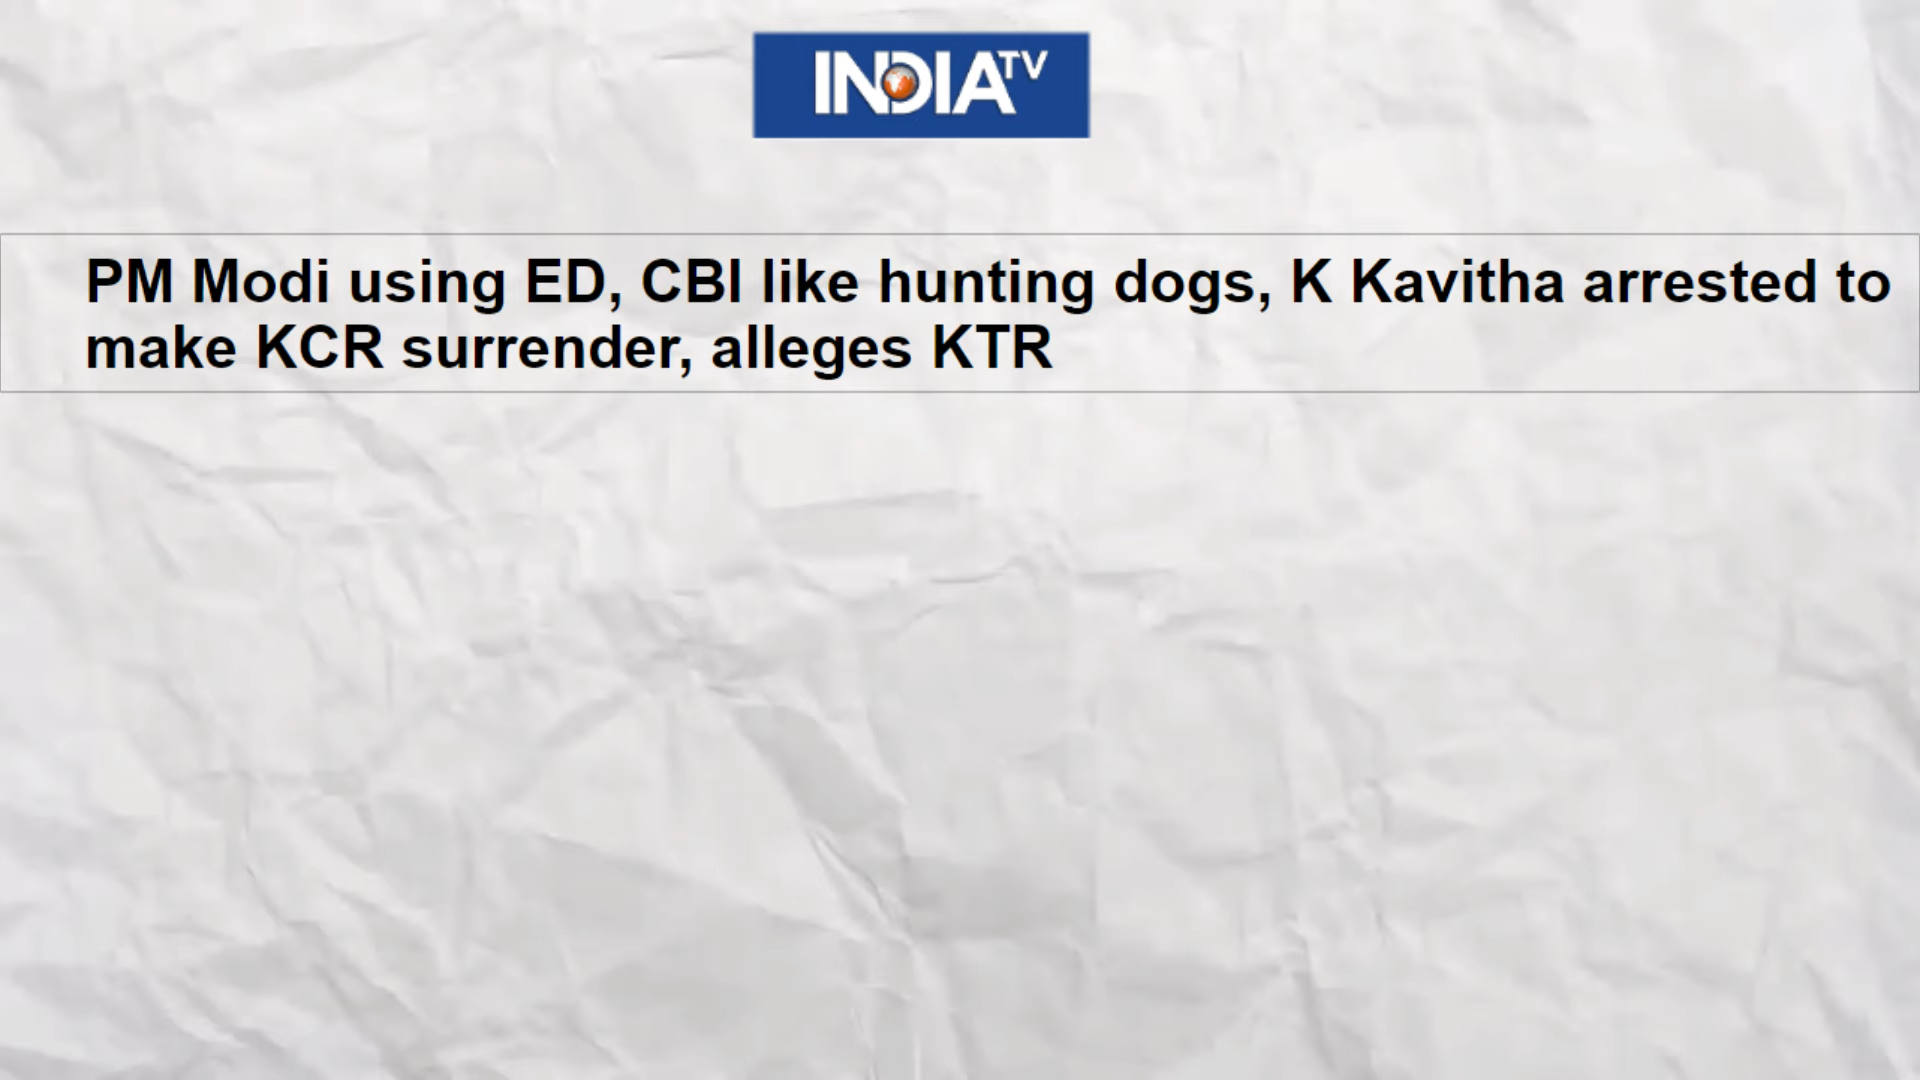 INDIA TV
PM Modi using ED, CBI like hunting dogs, K Kavitha arrested to
make KCR surrender, alleges KTR